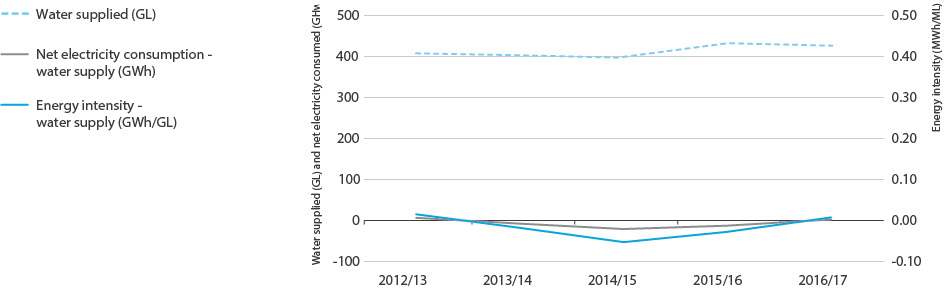 Water supplied (GL)
Net electricity consumption -
water supply (GWh)
Energy intensity -
water supply (GWh/GL)
Water supplied (GL) and net electricity consumed (GHw
500
400
300
200
100
0
-100
0.50
0.40
0.30
0.20
0.10
0.00
-0.10
Energy intensity (MWh/ML)
2012/13 2013/14 2014/15 2015/16 2016/17